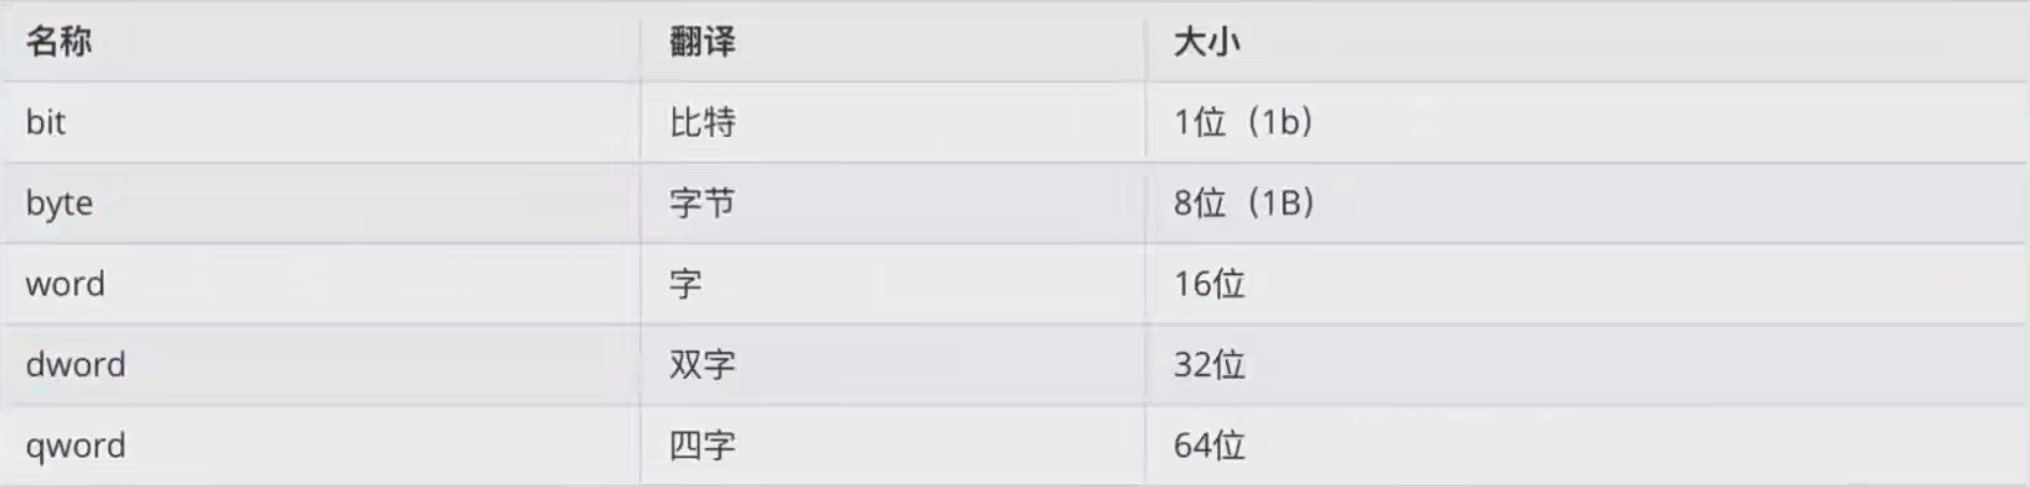 名称 翻译 大小
bit 比特 1位（1b）
byte 字节 8位（1B）
word 字 16位
dword 双字 32位
qword 四字 64位